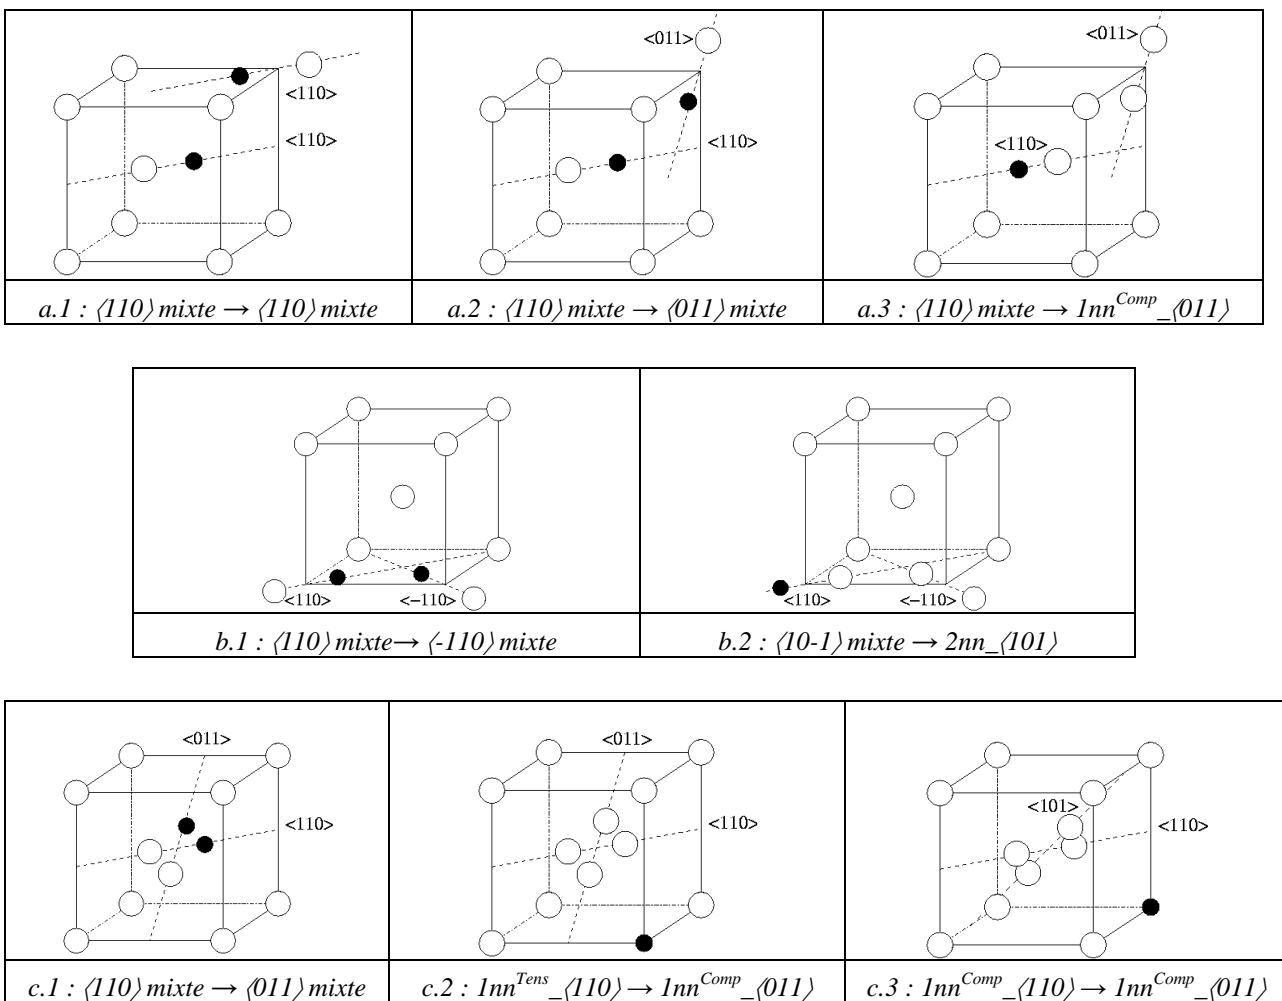 <011>
<011>
<110>
<110>
<110>
<110>
a.1 : ⟨110⟩ mixte → ⟨110⟩ mixte
a.2 : ⟨110⟩ mixte → ⟨011⟩ mixte
a.3 : ⟨110⟩ mixte → 1nn^Comp_⟨011⟩
<110>
<-110>
<110>
<-110>
b.1 : ⟨110⟩ mixte→ ⟨-110⟩ mixte
b.2 : ⟨10-1⟩ mixte → 2nn_⟨101⟩
<011>
<011>
<101>
<110>
<110>
<110>
c.1 : ⟨110⟩ mixte → ⟨011⟩ mixte
c.2 : 1nn^Tens_⟨110⟩ → 1nn^Comp_⟨011⟩
c.3 : 1nn^Comp_⟨110⟩ → 1nn^Comp_⟨011⟩